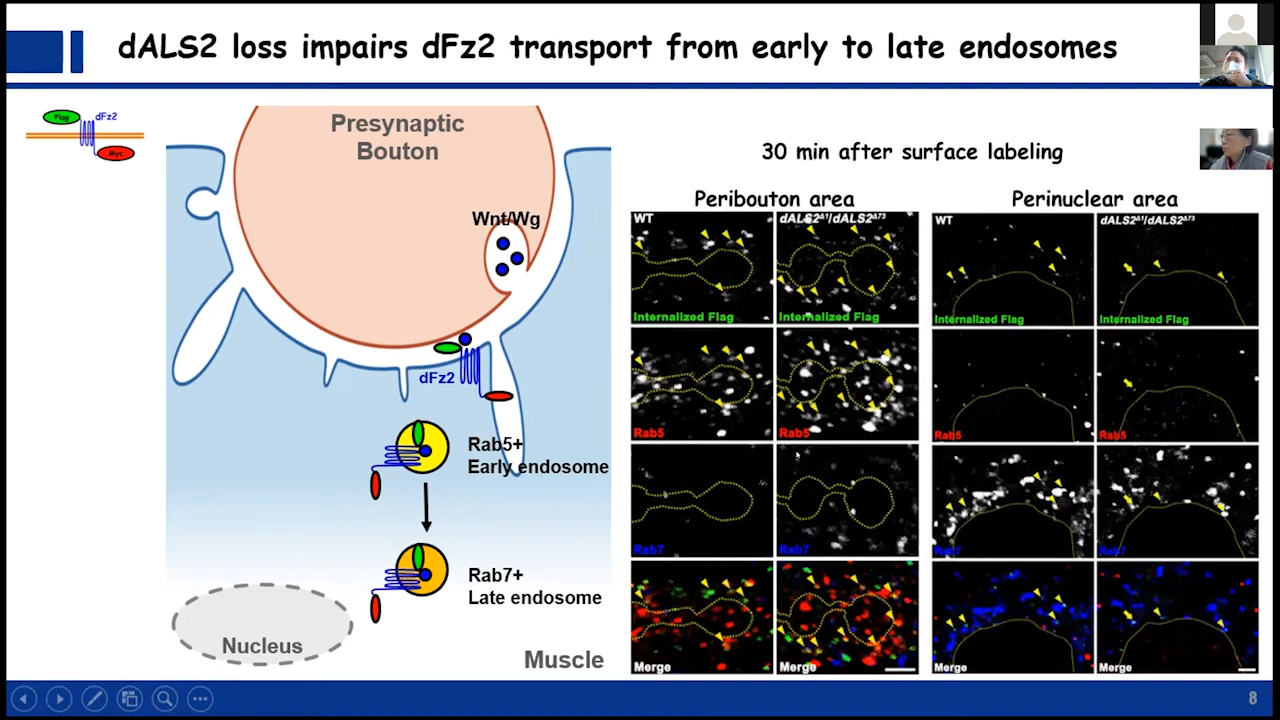 dALS2 loss impairs dFz2 transport from early to late endosomes
Flag
dFz2
Myc
Presynaptic
Bouton
Wnt/Wg
dFz2
Rab5+
Early endosome
Rab7+
Late endosome
Nucleus
Muscle
30 min after surface labeling
Peribouton area
Perinuclear area
WT
dALS2Δ1/dALS2Δ73
WT
dALS2Δ1/dALS2Δ73
Internalized Flag
Internalized Flag
Internalized Flag
Internalized Flag
Rab5
Rab5
Rab5
Rab5
Rab7
Rab7
Rab7
Rab7
Merge
Merge
Merge
Merge
8